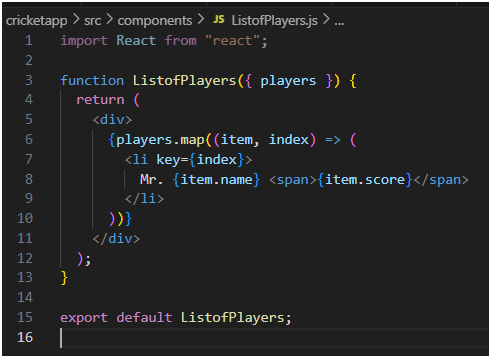 cricketapp > src > components > JS ListofPlayers.js > ...
1 import React from "react";
2
3 function ListofPlayers({ players }) {
4   return (
5     <div>
6       {players.map((item, index) => (
7         <li key={index}>
8           Mr. {item.name} <span>{item.score}</span>
9         </li>
10       ))}
11     </div>
12   );
13 }
14
15 export default ListofPlayers;
16